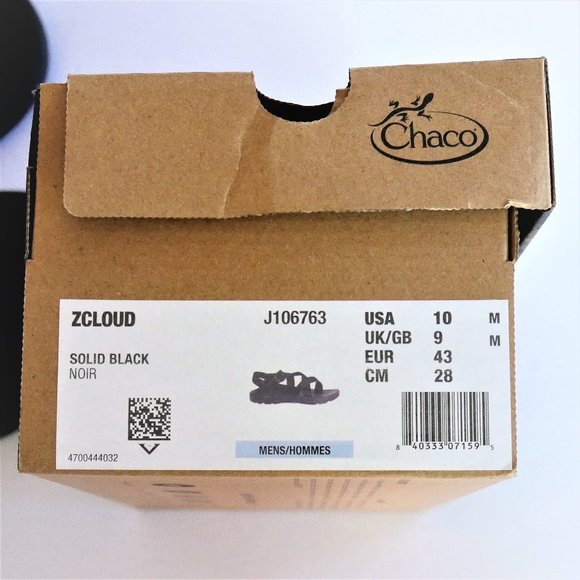 Chaco
ZCLOUD J106763
SOLID BLACK
NOIR
USA 10 M
UK/GB 9 M
EUR 43
CM 28
4700444032
MENS/HOMMES
8 40333 07159 5